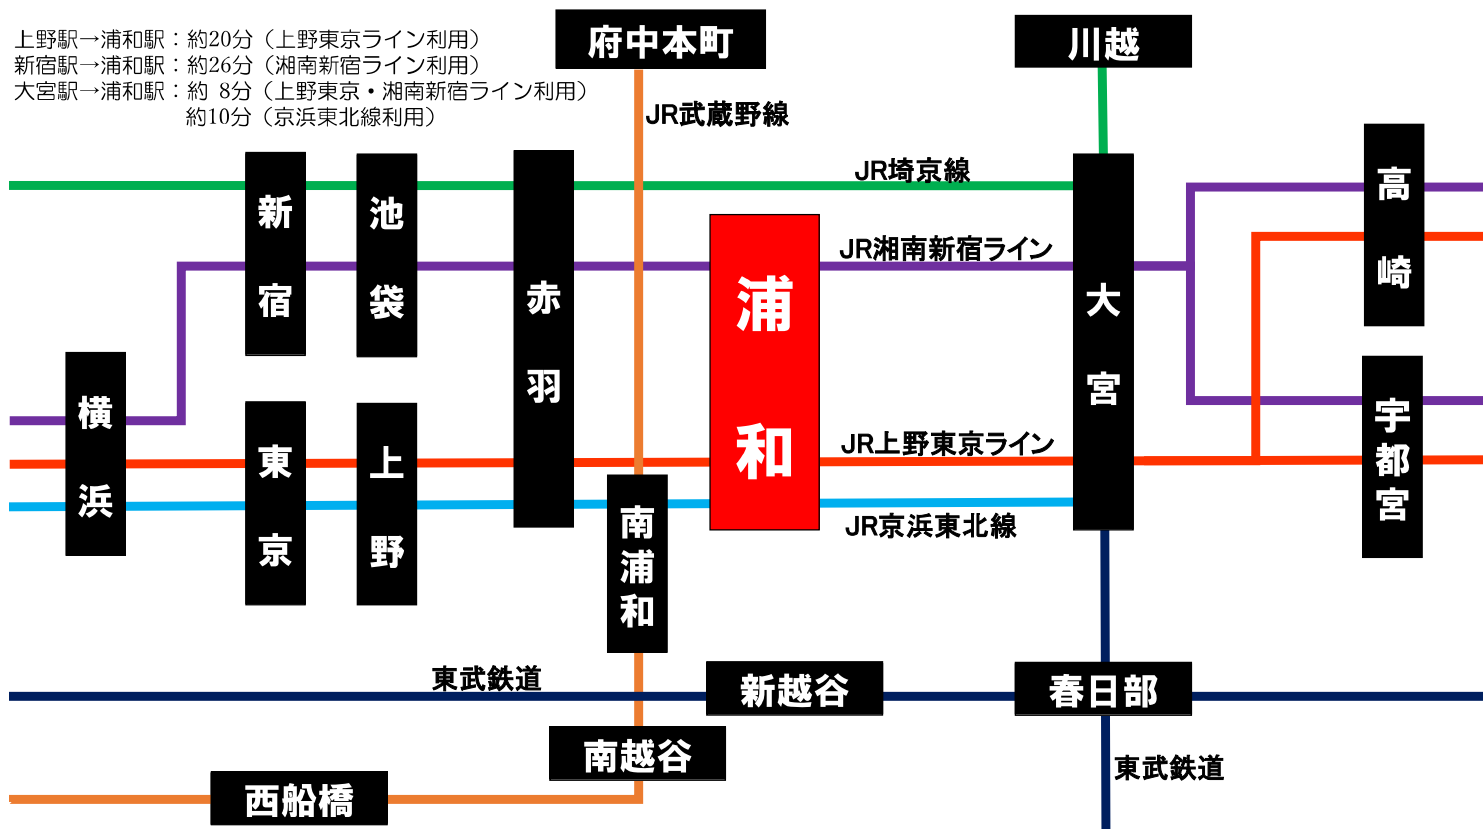 上野駅→浦和駅：約20分（上野東京ライン利用）
新宿駅→浦和駅：約26分（湘南新宿ライン利用）
大宮駅→浦和駅：約 8分（上野東京・湘南新宿ライン利用）
約10分（京浜東北線利用）
府中本町
川越
JR武蔵野線
JR埼京線
新宿
池袋
赤羽
浦和
JR湘南新宿ライン
大宮
高崎
横浜
東京
上野
JR上野東京ライン
宇都宮
JR京浜東北線
南浦和
東武鉄道
新越谷
春日部
南越谷
東武鉄道
西船橋